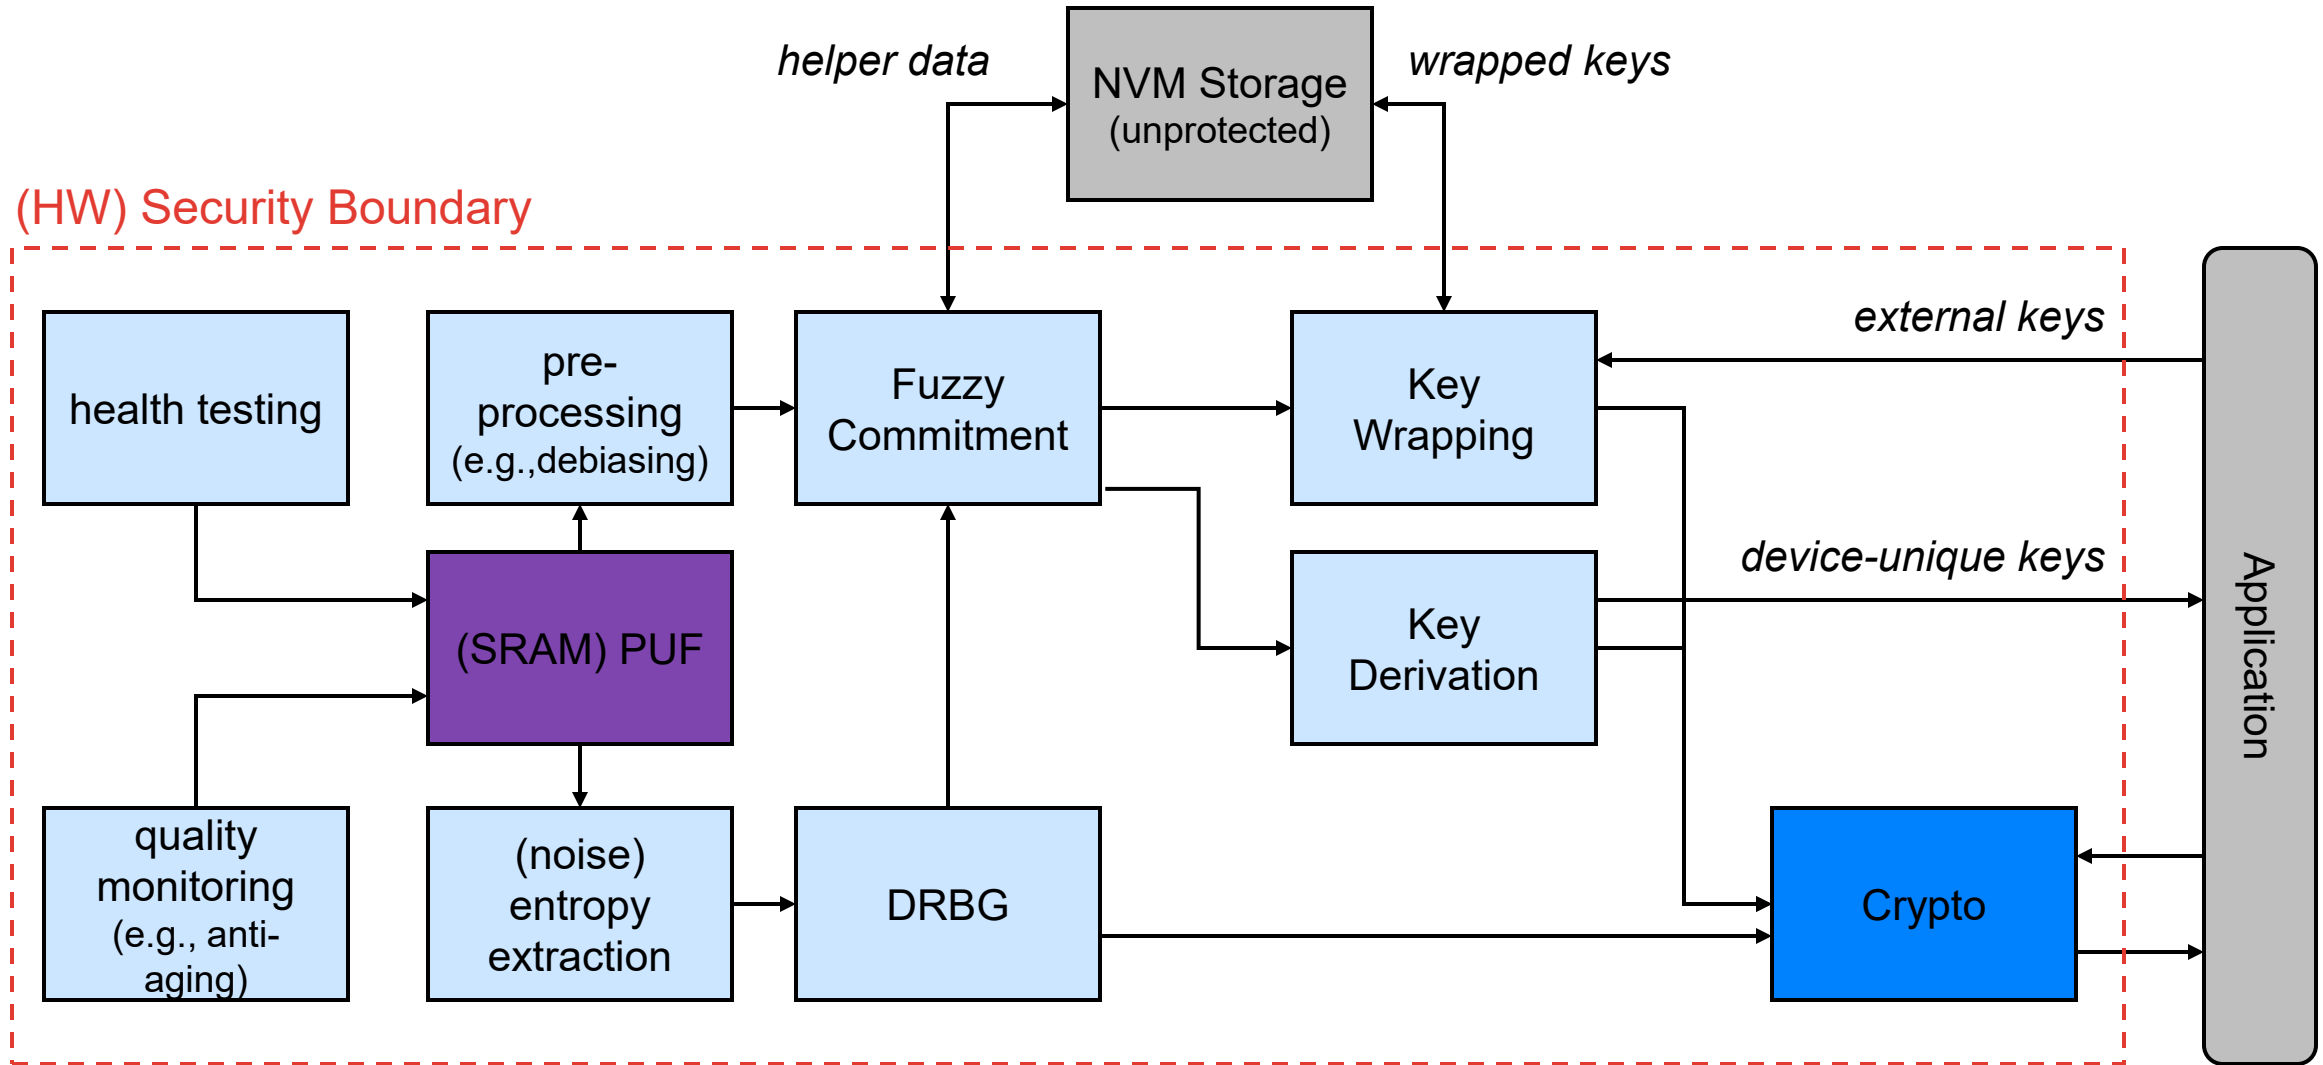 helper data
NVM Storage
(unprotected)
wrapped keys
(HW) Security Boundary
health testing
pre-
processing
(e.g.,debiasing)
Fuzzy
Commitment
Key
Wrapping
external keys
(SRAM) PUF
Key
Derivation
device-unique keys
Application
quality
monitoring
(e.g., anti-
aging)
(noise)
entropy
extraction
DRBG
Crypto